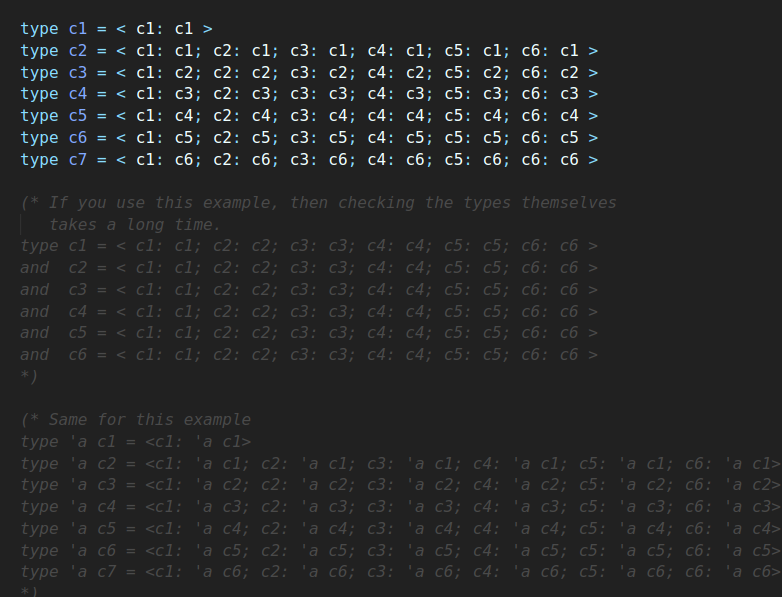 type c1 = < c1: c1 >
type c2 = < c1: c1; c2: c1; c3: c1; c4: c1; c5: c1; c6: c1 >
type c3 = < c1: c2; c2: c2; c3: c2; c4: c2; c5: c2; c6: c2 >
type c4 = < c1: c3; c2: c3; c3: c3; c4: c3; c5: c3; c6: c3 >
type c5 = < c1: c4; c2: c4; c3: c4; c4: c4; c5: c4; c6: c4 >
type c6 = < c1: c5; c2: c5; c3: c5; c4: c5; c5: c5; c6: c5 >
type c7 = < c1: c6; c2: c6; c3: c6; c4: c6; c5: c6; c6: c6 >
(* If you use this example, then checking the types themselves
takes a long time.
type c1 = < c1: c1; c2: c2; c3: c3; c4: c4; c5: c5; c6: c6 >
and  c2 = < c1: c1; c2: c2; c3: c3; c4: c4; c5: c5; c6: c6 >
and  c3 = < c1: c1; c2: c2; c3: c3; c4: c4; c5: c5; c6: c6 >
and  c4 = < c1: c1; c2: c2; c3: c3; c4: c4; c5: c5; c6: c6 >
and  c5 = < c1: c1; c2: c2; c3: c3; c4: c4; c5: c5; c6: c6 >
and  c6 = < c1: c1; c2: c2; c3: c3; c4: c4; c5: c5; c6: c6 >
*)
(* Same for this example
type 'a c1 = <c1: 'a c1>
type 'a c2 = <c1: 'a c1; c2: 'a c1; c3: 'a c1; c4: 'a c1; c5: 'a c1; c6: 'a c1>
type 'a c3 = <c1: 'a c2; c2: 'a c2; c3: 'a c2; c4: 'a c2; c5: 'a c2; c6: 'a c2>
type 'a c4 = <c1: 'a c3; c2: 'a c3; c3: 'a c3; c4: 'a c3; c5: 'a c3; c6: 'a c3>
type 'a c5 = <c1: 'a c4; c2: 'a c4; c3: 'a c4; c4: 'a c4; c5: 'a c4; c6: 'a c4>
type 'a c6 = <c1: 'a c5; c2: 'a c5; c3: 'a c5; c4: 'a c5; c5: 'a c5; c6: 'a c5>
type 'a c7 = <c1: 'a c6; c2: 'a c6; c3: 'a c6; c4: 'a c6; c5: 'a c6; c6: 'a c6>
*)